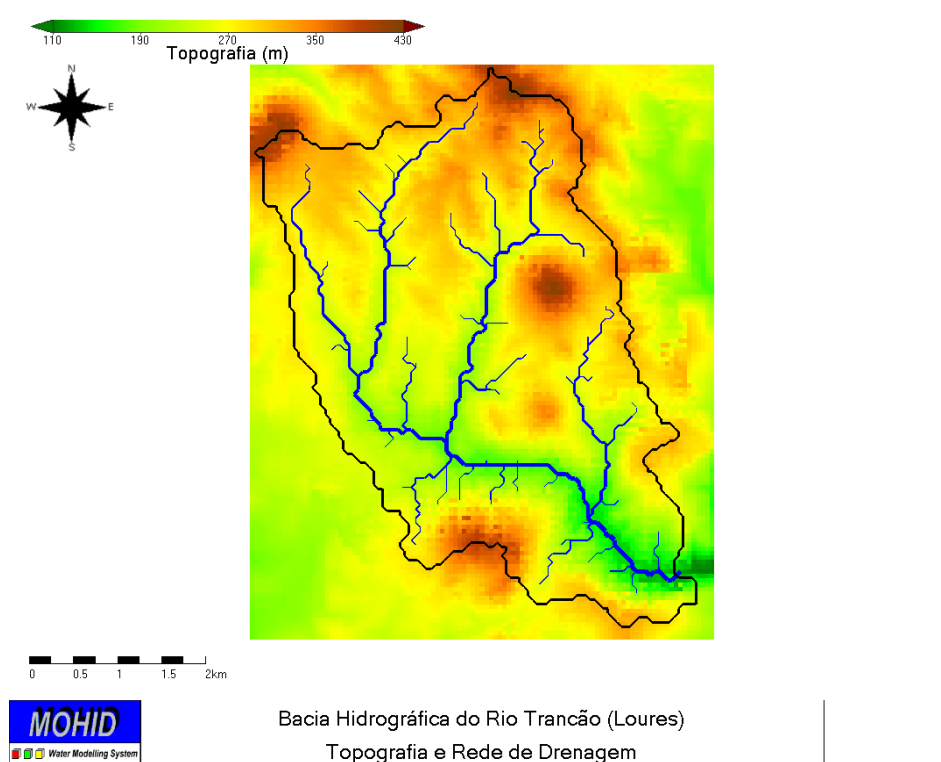 110 190 270 350 430
Topografia (m)
N
W E
S
0 0.5 1 1.5 2km
MOHID
Water Modelling System
Bacia Hidrográfica do Rio Trancão (Loures)
Topografia e Rede de Drenagem